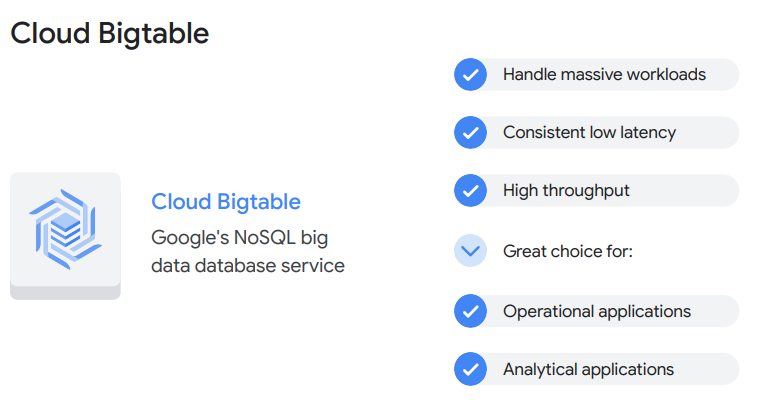 Cloud Bigtable
Cloud Bigtable
Google's NoSQL big
data database service
Handle massive workloads
Consistent low latency
High throughput
Great choice for:
Operational applications
Analytical applications